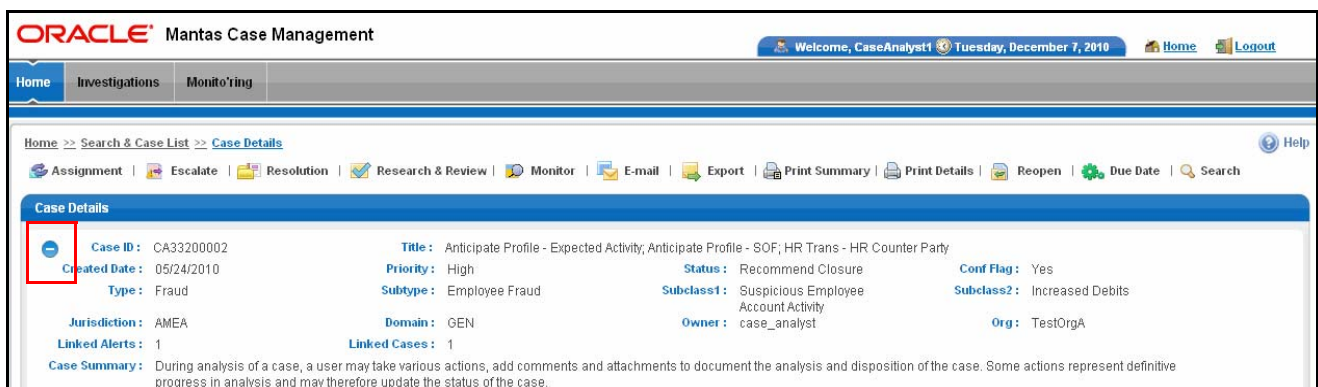 ORACLE Mantas Case Management
Welcome, CaseAnalyst1 Tuesday, December 7, 2010 Home Logout
Home Investigations Monito'ring
Home >> Search & Case List >> Case Details Help
Assignment | Escalate | Resolution | Research & Review | Monitor | E-mail | Export | Print Summary | Print Details | Reopen | Due Date | Search
Case Details
Case ID : CA33200002 Title : Anticipate Profile - Expected Activity; Anticipate Profile - SOF; HR Trans - HR Counter Party
Created Date : 05/24/2010 Priority : High Status : Recommend Closure Conf Flag : Yes
Type : Fraud Subtype : Employee Fraud Subclass1 : Suspicious Employee Subclass2 : Increased Debits
Account Activity
Jurisdiction : AMEA Domain : GEN Owner : case_analyst Org : TestOrgA
Linked Alerts : 1 Linked Cases : 1
Case Summary : During analysis of a case, a user may take various actions, add comments and attachments to document the analysis and disposition of the case. Some actions represent definitive
progress in analysis and may therefore update the status of the case.